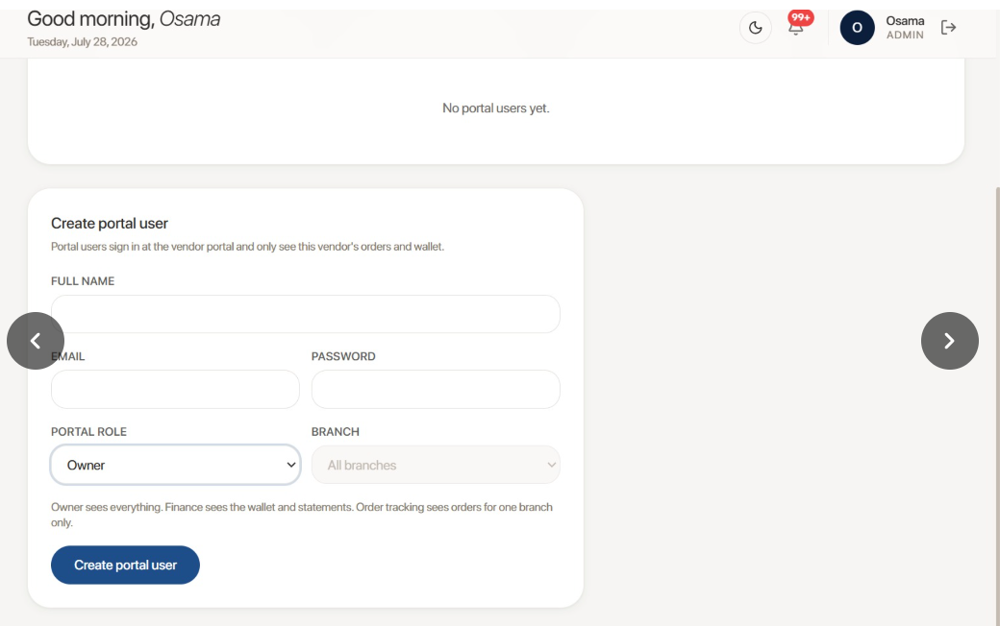 Good morning, Osama
Tuesday, July 28, 2026
99+
O
Osama
ADMIN
No portal users yet.
Create portal user
Portal users sign in at the vendor portal and only see this vendor's orders and wallet.
FULL NAME
EMAIL
PASSWORD
PORTAL ROLE
BRANCH
Owner
All branches
Owner sees everything. Finance sees the wallet and statements. Order tracking sees orders for one branch
only.
Create portal user